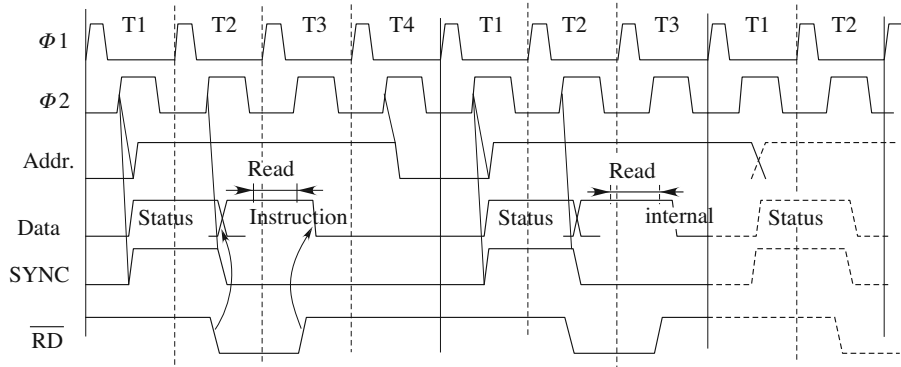 T1 T2 T3 T4 T1 T2 T3 T1 T2
Φ1
Φ2
Addr.
Read Read
Status Instruction Status internal Status
Data
SYNC
R̅D̅